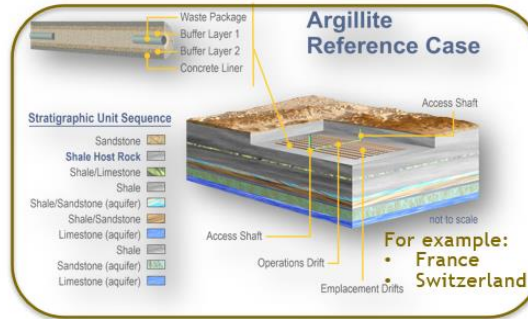 Argillite
Reference Case
Waste Package
Buffer Layer 1
Buffer Layer 2
Concrete Liner
Stratigraphic Unit Sequence
Sandstone
Shale Host Rock
Shale/Limestone
Shale
Shale/Sandstone (aquifer)
Shale/Sandstone
Limestone (aquifer)
Shale
Sandstone (aquifer)
Limestone (aquifer)
Access Shaft
not to scale
Access Shaft
Operations Drift
Emplacement Drifts
For example:
• France
• Switzerland